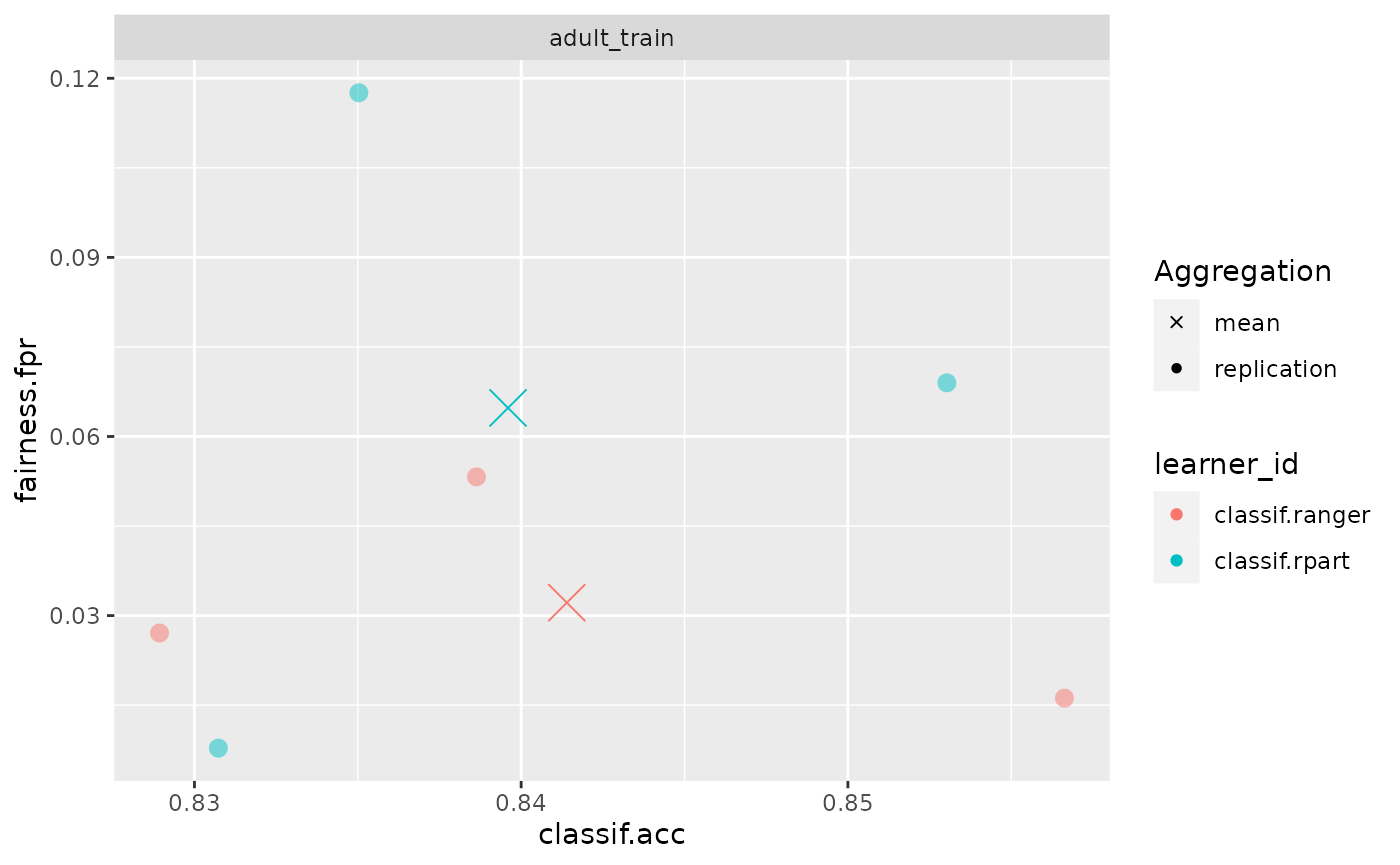 adult_train
0.12
0.09
0.06
0.03
fairness.fpr
0.83
0.84
0.85
classif.acc
Aggregation
mean
replication
learner_id
classif.ranger
classif.rpart